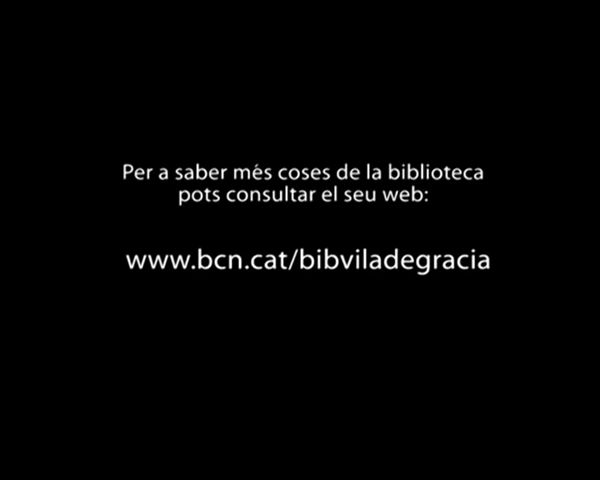 Per a saber més coses de la biblioteca
pots consultar el seu web:
www.bcn.cat/bibviladegracia